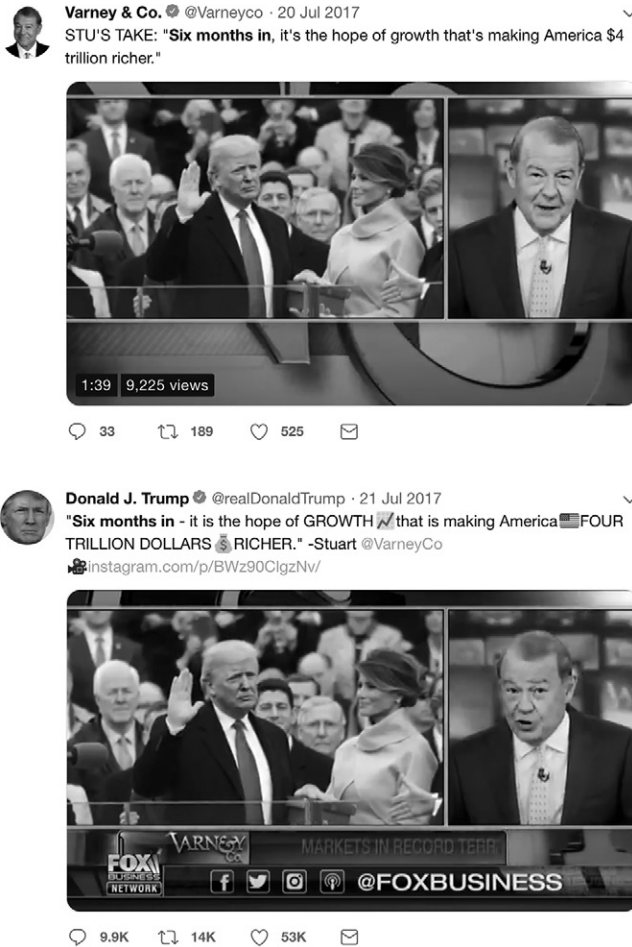 Varney & Co. @Varneyco · 20 Jul 2017
STU'S TAKE: "Six months in, it's the hope of growth that's making America $4
trillion richer."
1:39 9,225 views
33 189 525
Donald J. Trump @realDonaldTrump · 21 Jul 2017
"Six months in - it is the hope of GROWTH📈that is making America🇺🇸FOUR
TRILLION DOLLARS💰RICHER." -Stuart @VarneyCo
🎥instagram.com/p/BWz90ClgzNv/
VARNEY
& Co.
MARKETS IN RECORD TERR
FOX
BUSINESS
NETWORK
@FOXBUSINESS
9.9K 14K 53K